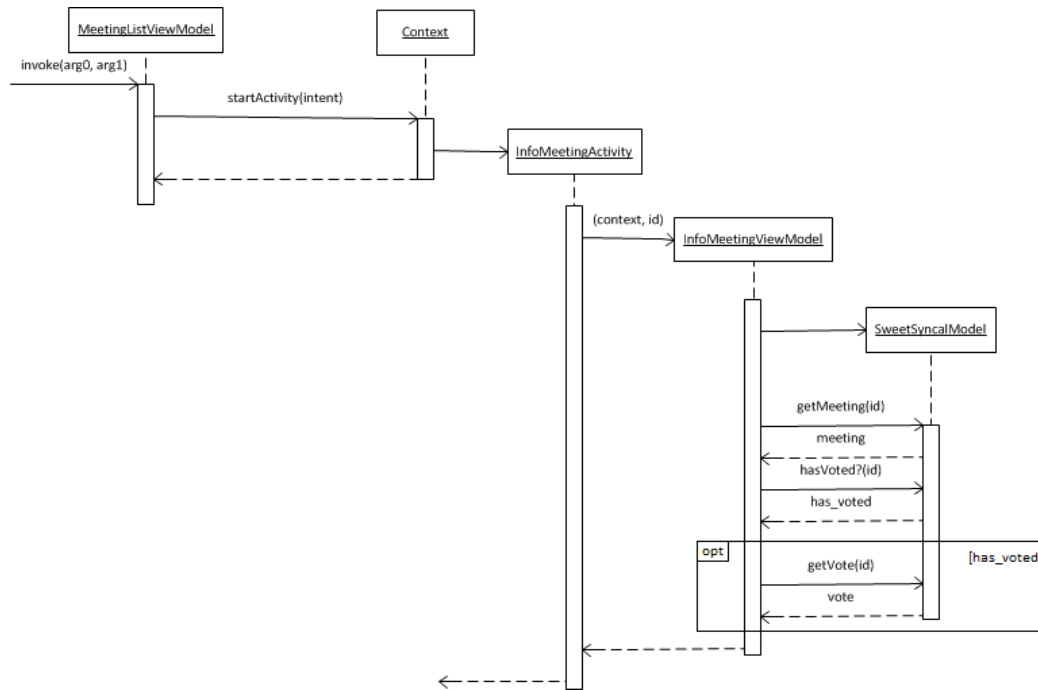 MeetingListViewModel
Context
invoke(arg0, arg1)
startActivity(intent)
InfoMeetingActivity
(context, id)
InfoMeetingViewModel
SweetSyncalModel
getMeeting(id)
meeting
hasVoted?(id)
has_voted
opt
[has_voted
getVote(id)
vote